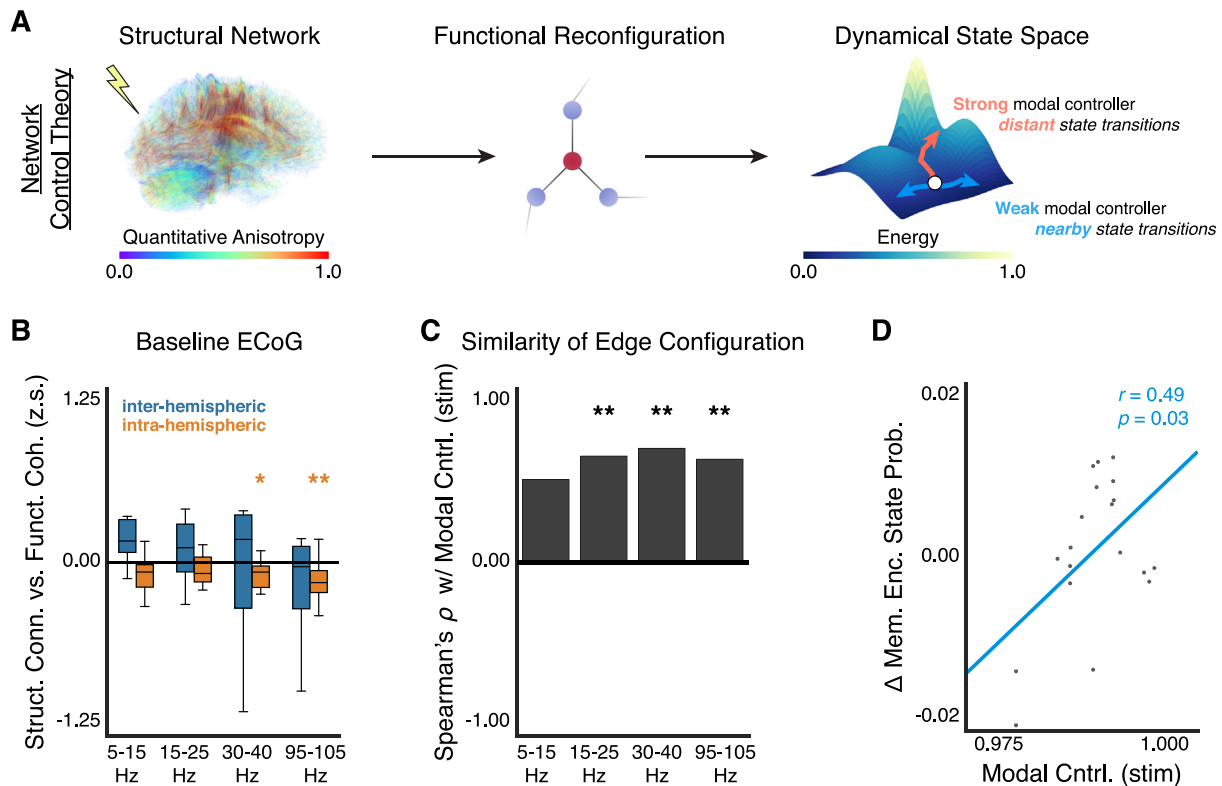 A
Structural Network
Functional Reconfiguration
Dynamical State Space
Network
Control Theory
Strong modal controller
distant state transitions
Weak modal controller
nearby state transitions
Quantitative Anisotropy
0.0
1.0
Energy
0.0
1.0
B
Baseline ECoG
Struct. Conn. vs. Funct. Coh. (z.s.)
1.25
0.00
-1.25
inter-hemispheric
intra-hemispheric
*
**
5-15
Hz
15-25
Hz
30-40
Hz
95-105
Hz
C
Similarity of Edge Configuration
Spearman's ρ w/ Modal Cntrl. (stim)
1.00
0.00
-1.00
**
**
**
5-15
Hz
15-25
Hz
30-40
Hz
95-105
Hz
D
Δ Mem. Enc. State Prob.
0.02
0.00
-0.02
r = 0.49
p = 0.03
0.975
1.000
Modal Cntrl. (stim)